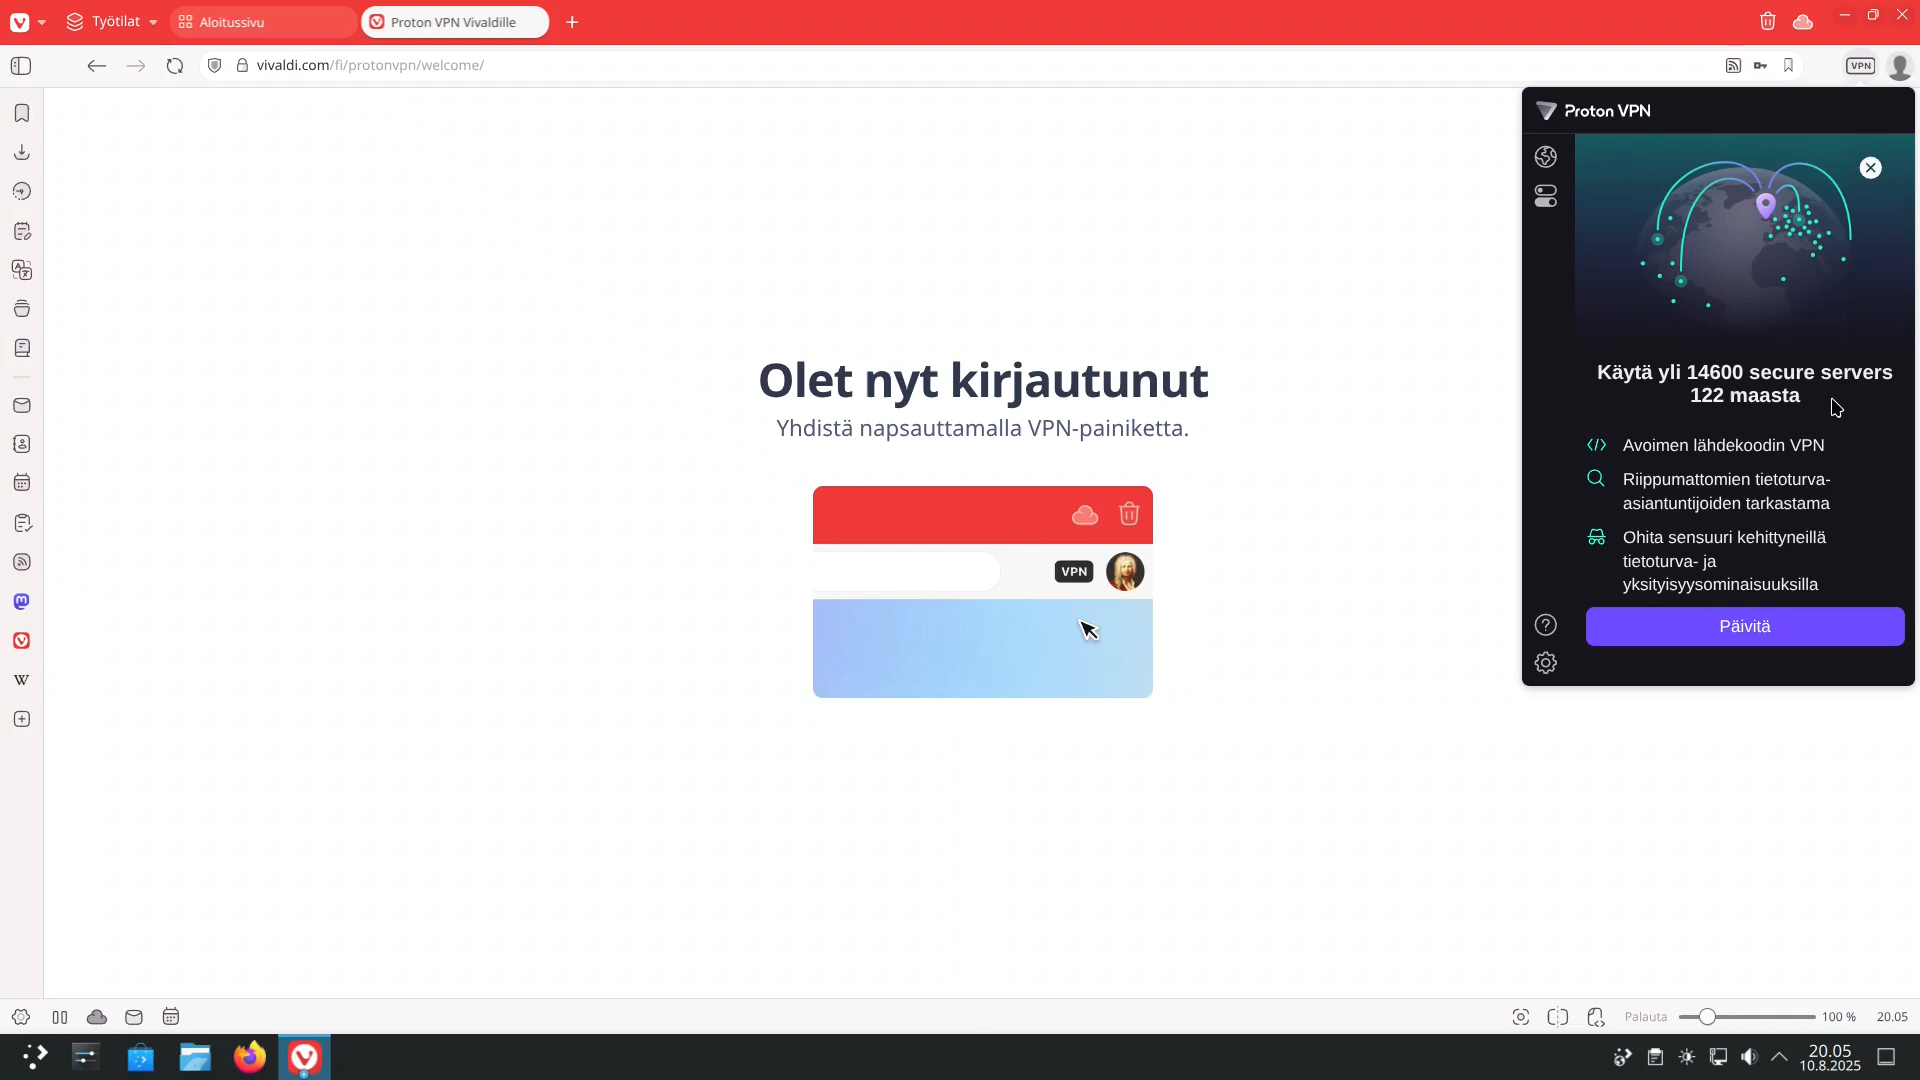 Työtilat
Aloitussivu
Proton VPN Vivaldille
vivaldi.com/fi/protonvpn/welcome/
VPN
Proton VPN
Käytä yli 14600 secure servers
122 maasta
Avoimen lähdekoodin VPN
Riippumattomien tietoturva-
asiantuntijoiden tarkastama
Ohita sensuuri kehittyneillä
tietoturva- ja
yksityisyysominaisuuksilla
Päivitä
Olet nyt kirjautunut
Yhdistä napsauttamalla VPN-painiketta.
VPN
W
Palauta
100 %
20.05
20.05
10.8.2025